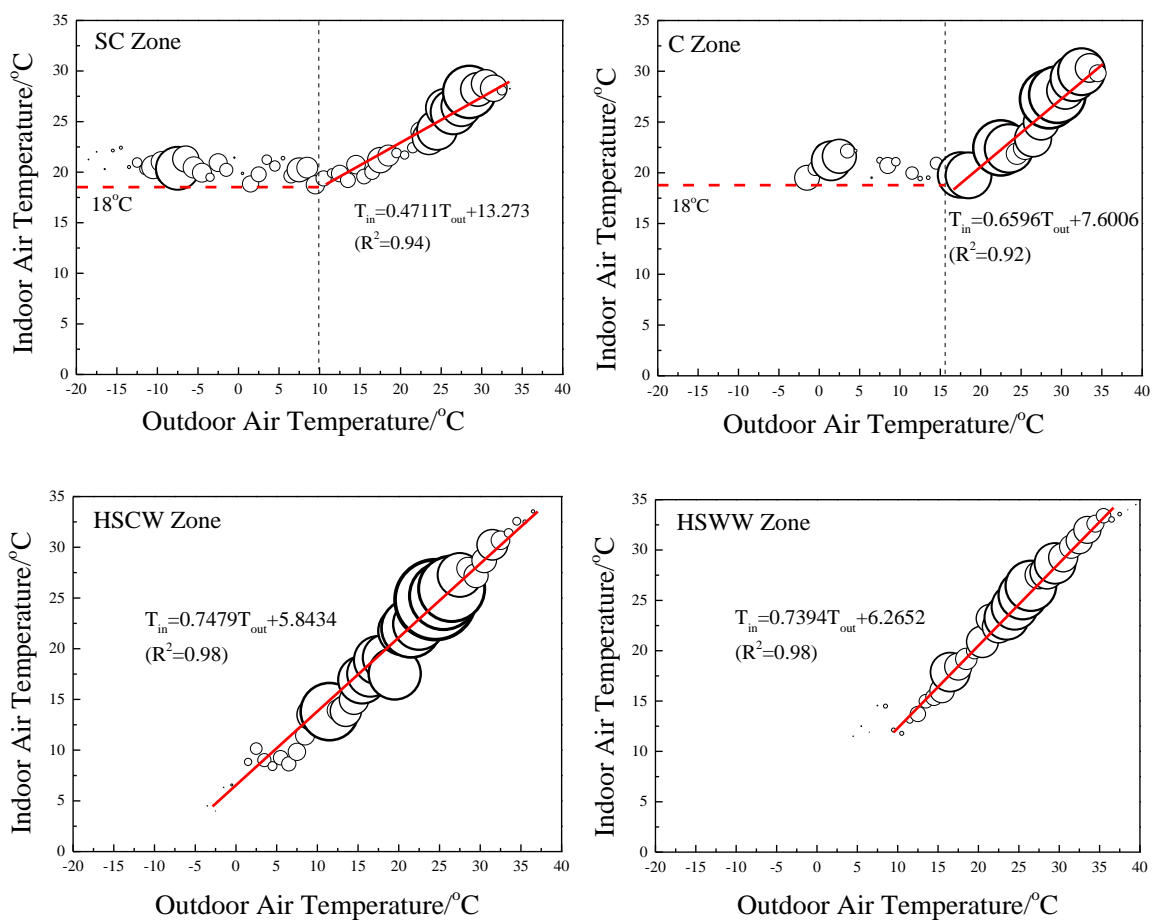 SC Zone
35
30
25
20
15
10
5
0
18°C
T_in=0.4711T_out+13.273
(R²=0.94)
-20 -15 -10 -5 0 5 10 15 20 25 30 35 40
Indoor Air Temperature/°C
Outdoor Air Temperature/°C
C Zone
35
30
25
20
15
10
5
0
18°C
T_in=0.6596T_out+7.6006
(R²=0.92)
-20 -15 -10 -5 0 5 10 15 20 25 30 35 40
Indoor Air Temperature/°C
Outdoor Air Temperature/°C
HSCW Zone
35
30
25
20
15
10
5
0
T_in=0.7479T_out+5.8434
(R²=0.98)
-20 -15 -10 -5 0 5 10 15 20 25 30 35 40
Indoor Air Temperature/°C
Outdoor Air Temperature/°C
HSWW Zone
35
30
25
20
15
10
5
0
T_in=0.7394T_out+6.2652
(R²=0.98)
-20 -15 -10 -5 0 5 10 15 20 25 30 35 40
Indoor Air Temperature/°C
Outdoor Air Temperature/°C